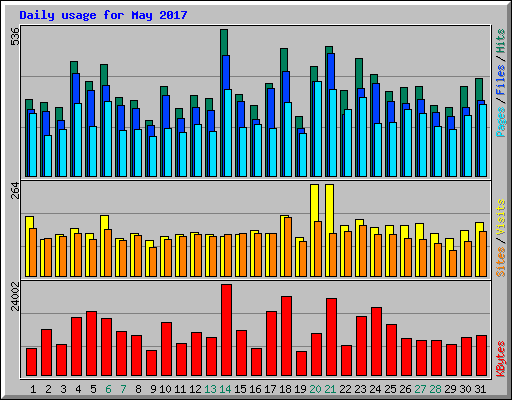 Daily usage for May 2017
536
Pages / Files / Hits
264
Sites / Visits
24002
KBytes
1 2 3 4 5 6 7 8 9 10 11 12 13 14 15 16 17 18 19 20 21 22 23 24 25 26 27 28 29 30 31